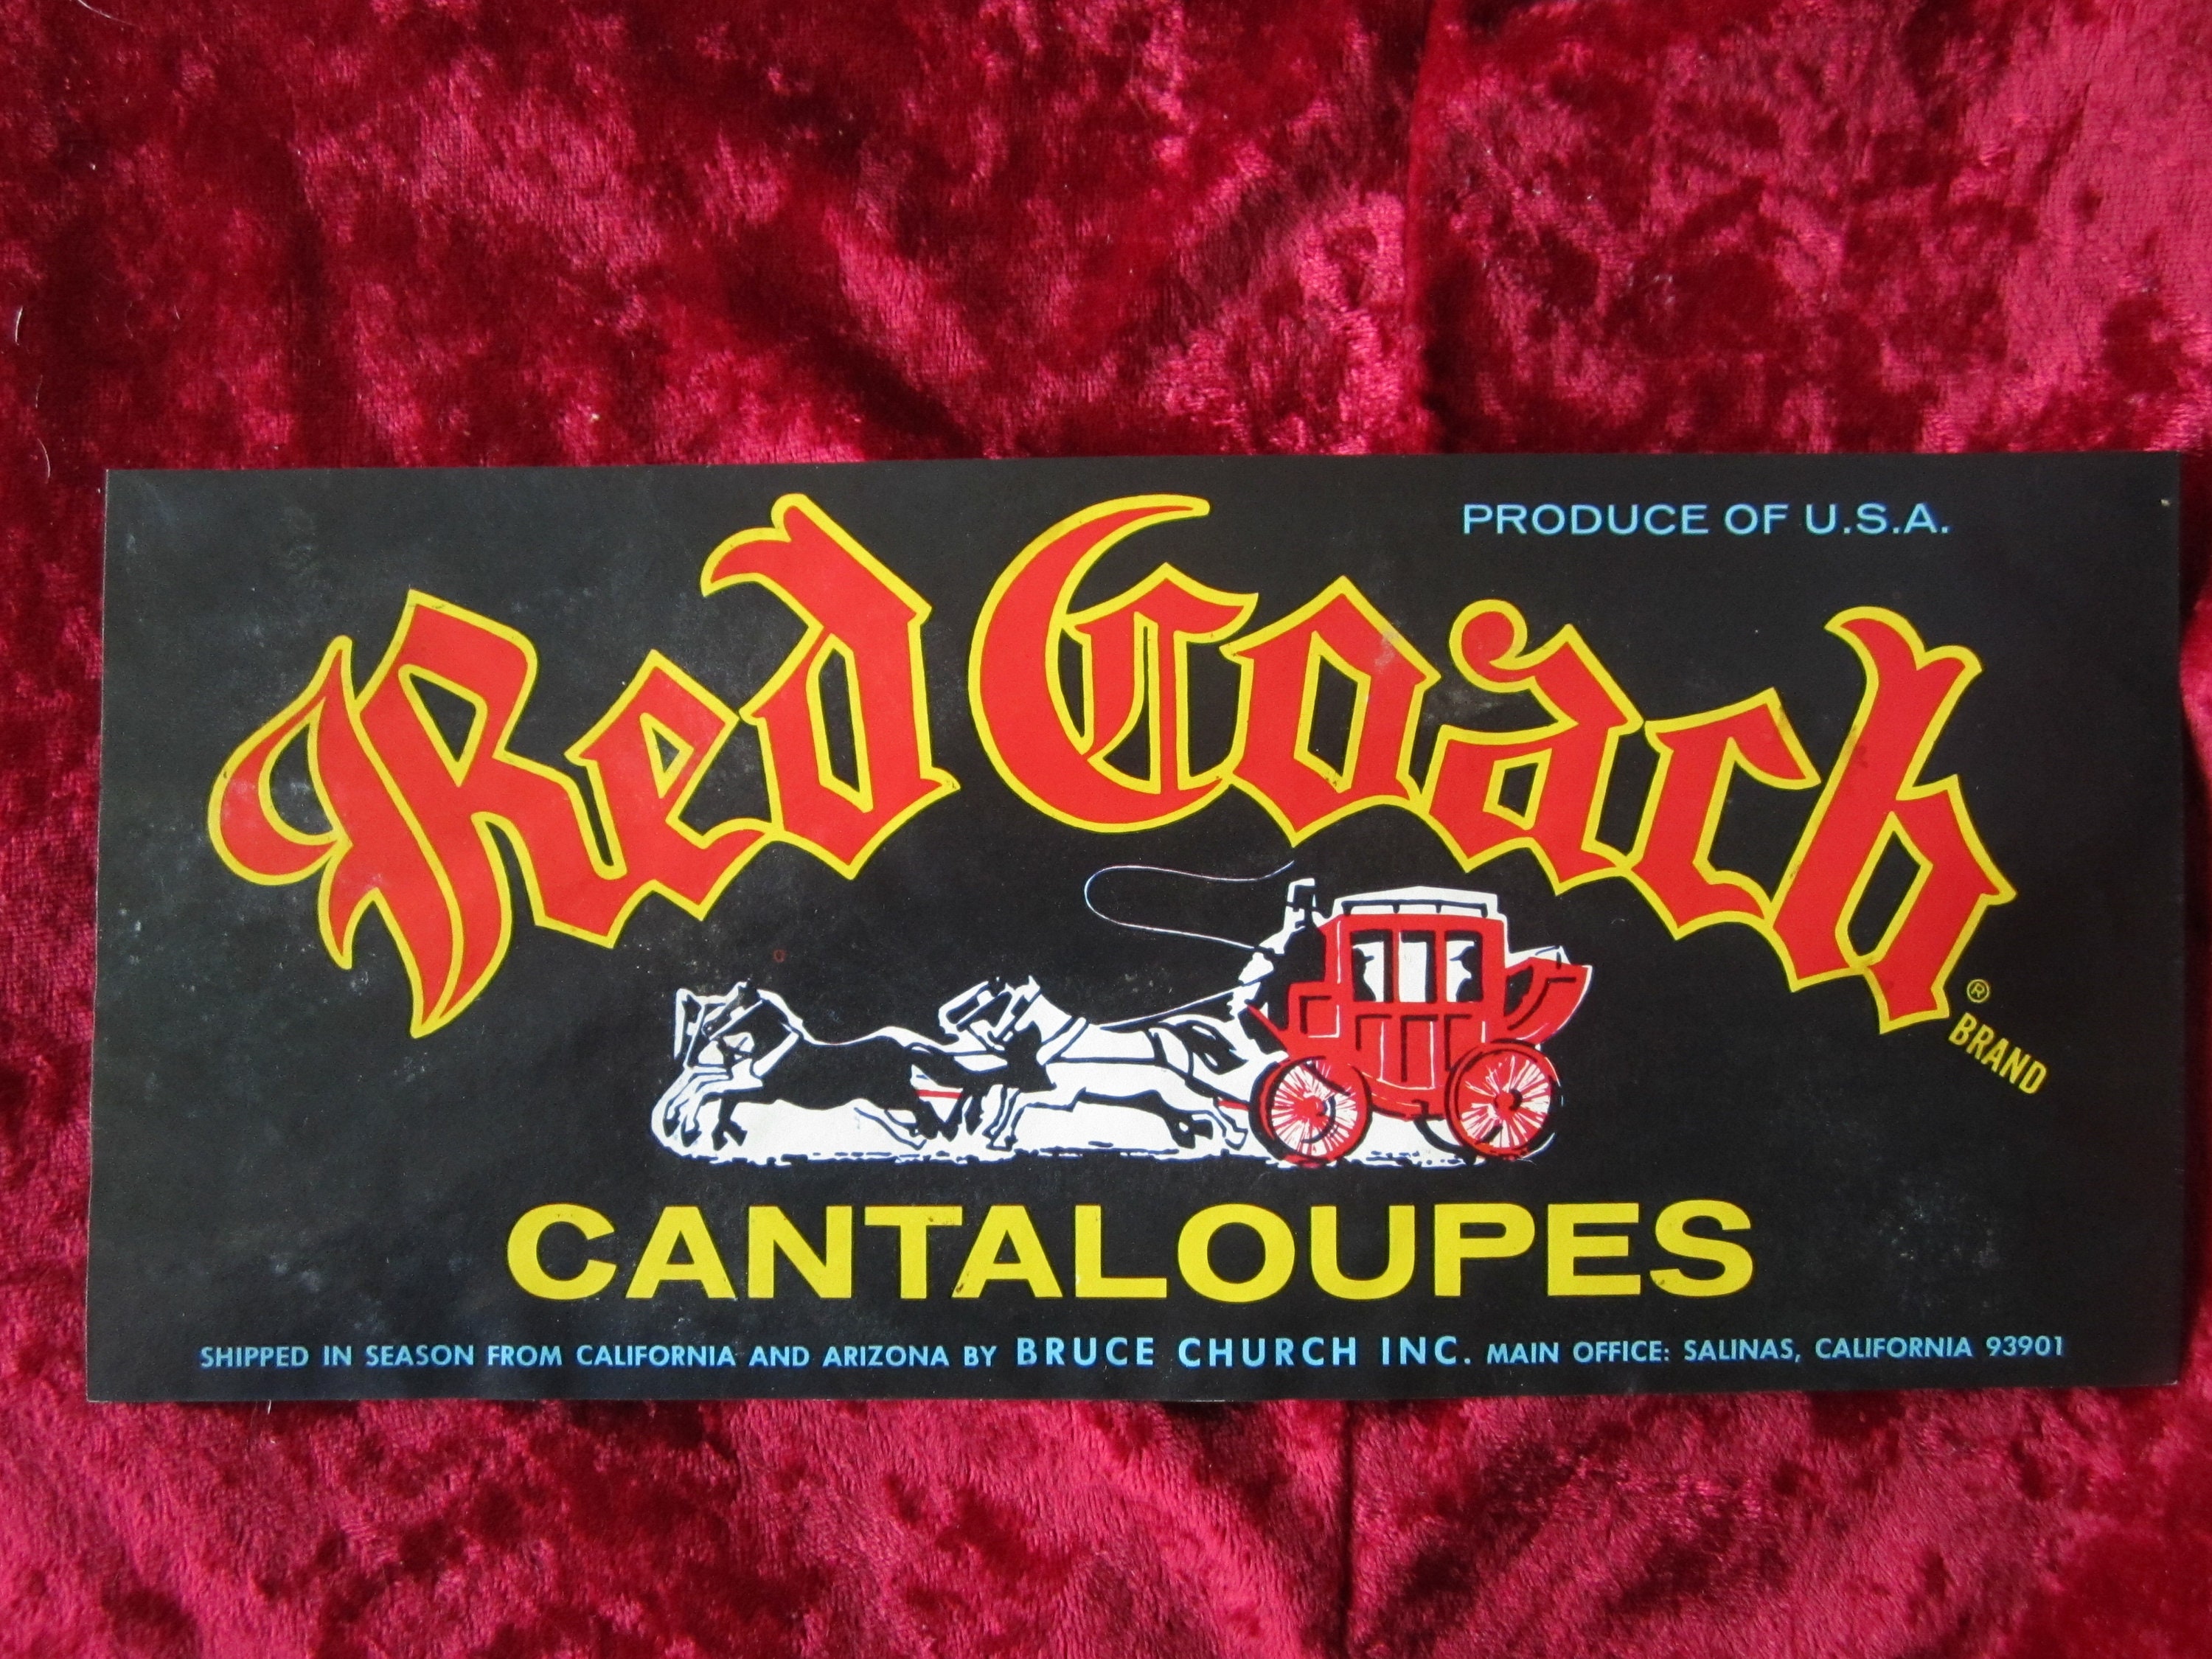 PRODUCE OF U.S.A.
Red Coach
®
BRAND
CANTALOUPES
SHIPPED IN SEASON FROM CALIFORNIA AND ARIZONA BY BRUCE CHURCH INC. MAIN OFFICE: SALINAS, CALIFORNIA 93901